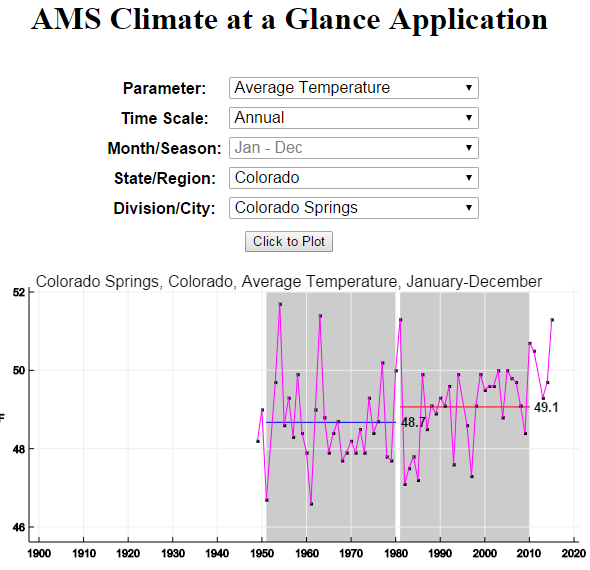 AMS Climate at a Glance Application
Parameter: Average Temperature
Time Scale: Annual
Month/Season: Jan - Dec
State/Region: Colorado
Division/City: Colorado Springs
Click to Plot
Colorado Springs, Colorado, Average Temperature, January-December
52
50
48
46
48.7
49.1
1900 1910 1920 1930 1940 1950 1960 1970 1980 1990 2000 2010 2020